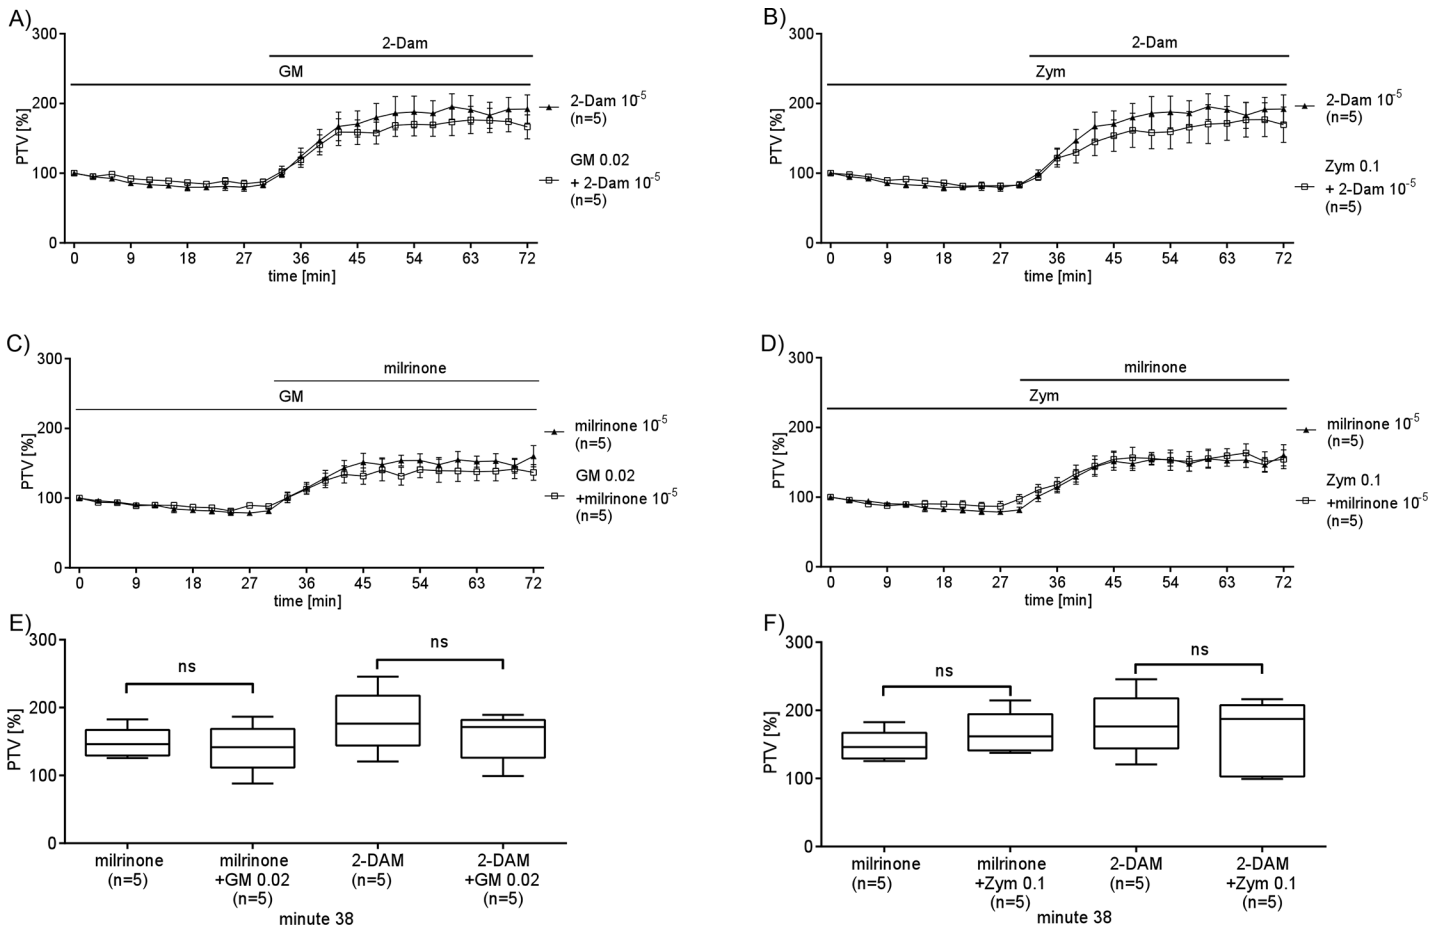 A)
300
200
100
0
PTV [%]
2-Dam
GM
0 9 18 27 36 45 54 63 72
time [min]
2-Dam 10⁻⁵
(n=5)
GM 0.02
+ 2-Dam 10⁻⁵
(n=5)
B)
300
200
100
0
PTV [%]
2-Dam
Zym
0 9 18 27 36 45 54 63 72
time [min]
2-Dam 10⁻⁵
(n=5)
Zym 0.1
+ 2-Dam 10⁻⁵
(n=5)
C)
300
200
100
0
PTV [%]
milrinone
GM
0 9 18 27 36 45 54 63 72
time [min]
milrinone 10⁻⁵
(n=5)
GM 0.02
+milrinone 10⁻⁵
(n=5)
D)
300
200
100
0
PTV [%]
milrinone
Zym
0 9 18 27 36 45 54 63 72
time [min]
milrinone 10⁻⁵
(n=5)
Zym 0.1
+milrinone 10⁻⁵
(n=5)
E)
300
200
100
0
PTV [%]
ns
ns
milrinone
(n=5)
milrinone
+GM 0.02
(n=5)
2-DAM
(n=5)
2-DAM
+GM 0.02
(n=5)
minute 38
F)
300
200
100
0
PTV [%]
ns
ns
milrinone
(n=5)
milrinone
+Zym 0.1
(n=5)
2-DAM
(n=5)
2-DAM
+Zym 0.1
(n=5)
minute 38